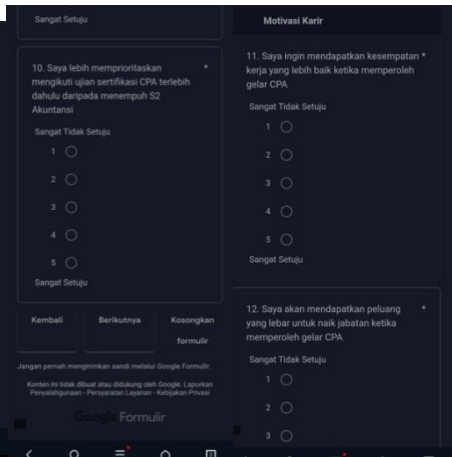 Sangat Setuju
10. Saya lebih memprioritaskan *
mengikuti ujian sertifikasi CPA terlebih
dahulu daripada menempuh S2
Akuntansi
Sangat Tidak Setuju
1
2
3
4
5
Sangat Setuju
Kembali Berikutnya Kosongkan
formulir
Jangan pernah mengirimkan sandi melalui Google Formulir.
Konten ini tidak dibuat atau didukung oleh Google. Laporkan
Penyalahgunaan - Persyaratan Layanan - Kebijakan Privasi
Google Formulir
Motivasi Karir
11. Saya ingin mendapatkan kesempatan *
kerja yang lebih baik ketika memperoleh
gelar CPA
Sangat Tidak Setuju
1
2
3
4
5
Sangat Setuju
12. Saya akan mendapatkan peluang *
yang lebar untuk naik jabatan ketika
memperoleh gelar CPA
Sangat Tidak Setuju
1
2
3